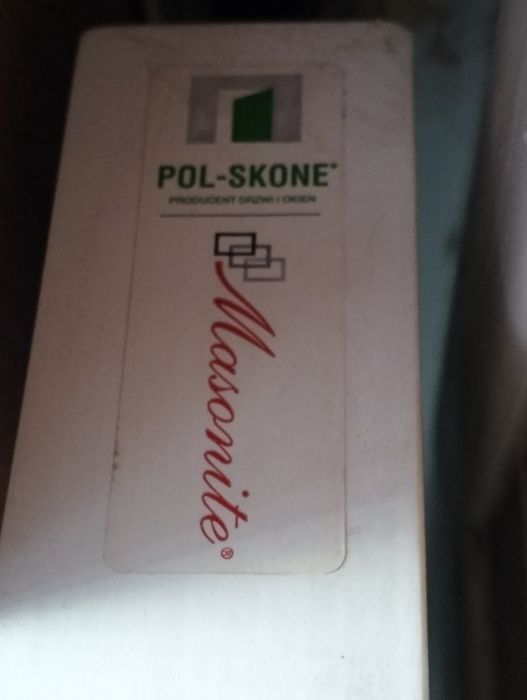 POL-SKONE®
PRODUCENT DRZWI I OKIEN
Masonite®